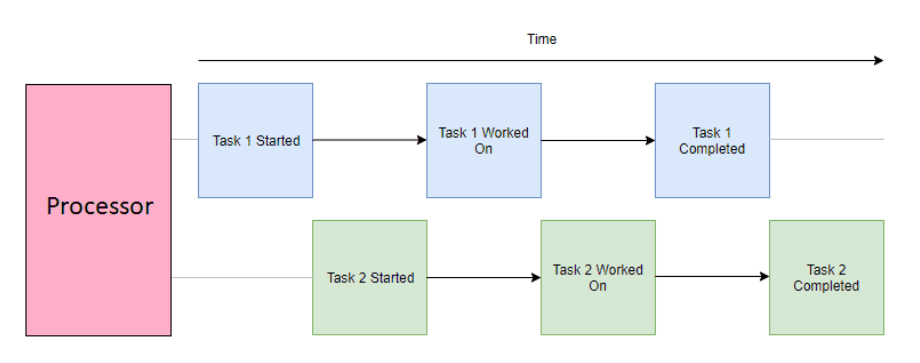 Time
Processor
Task 1 Started
Task 1 Worked
On
Task 1
Completed
Task 2 Started
Task 2 Worked
On
Task 2
Completed